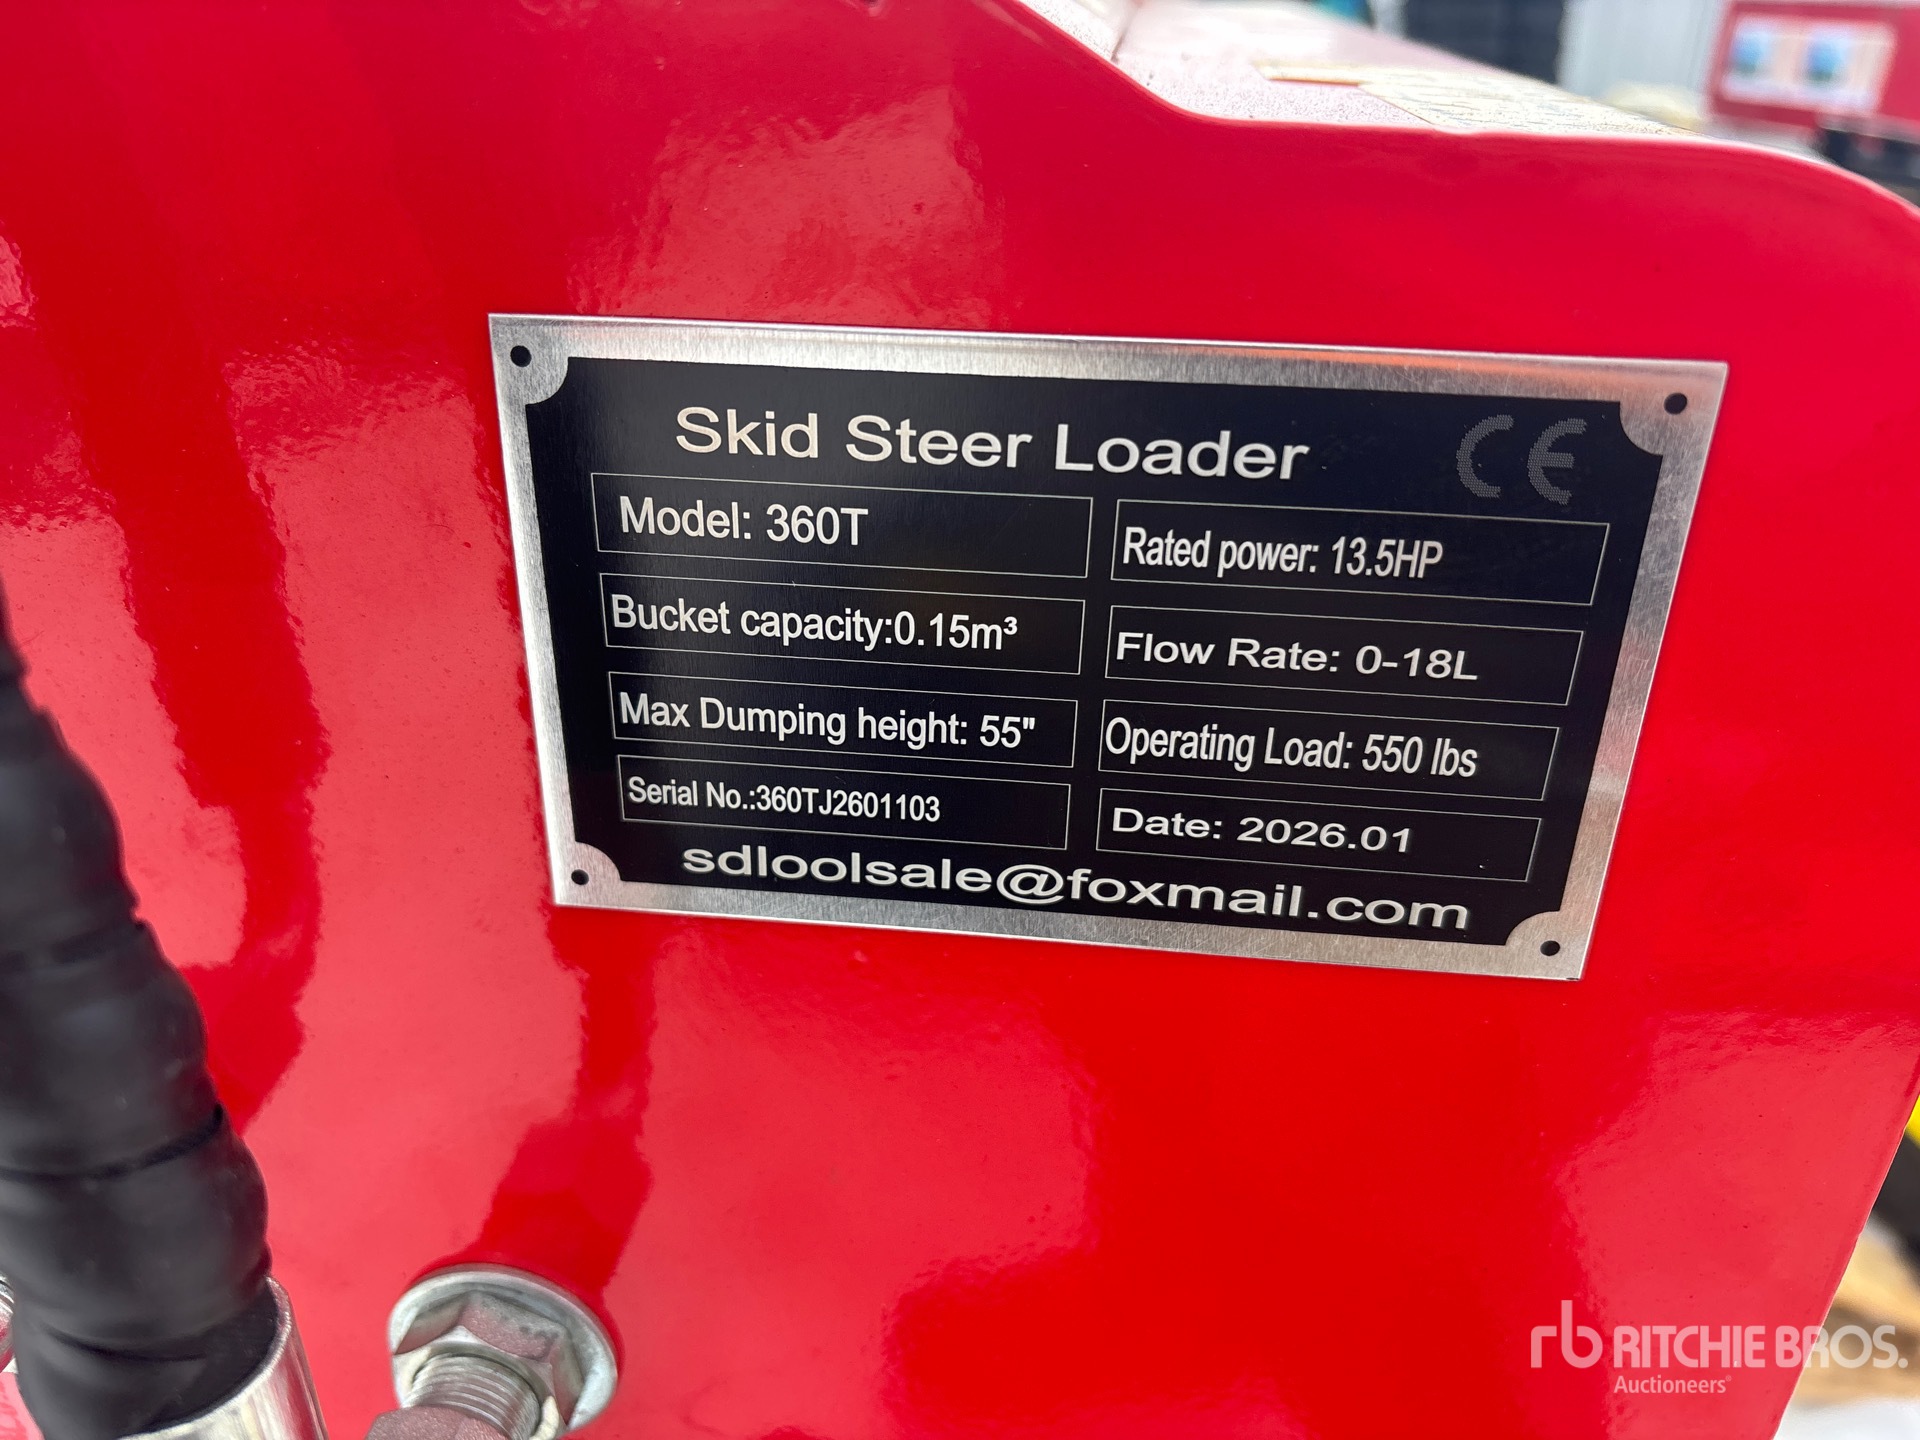 Skid Steer Loader CE
Model: 360T
Rated power: 13.5HP
Bucket capacity:0.15m³
Flow Rate: 0-18L
Max Dumping height: 55"
Operating Load: 550 lbs
Serial No.:360TJ2601103
Date: 2026.01
sdloolsale@foxmail.com
rb RITCHIE BROS.
Auctioneers